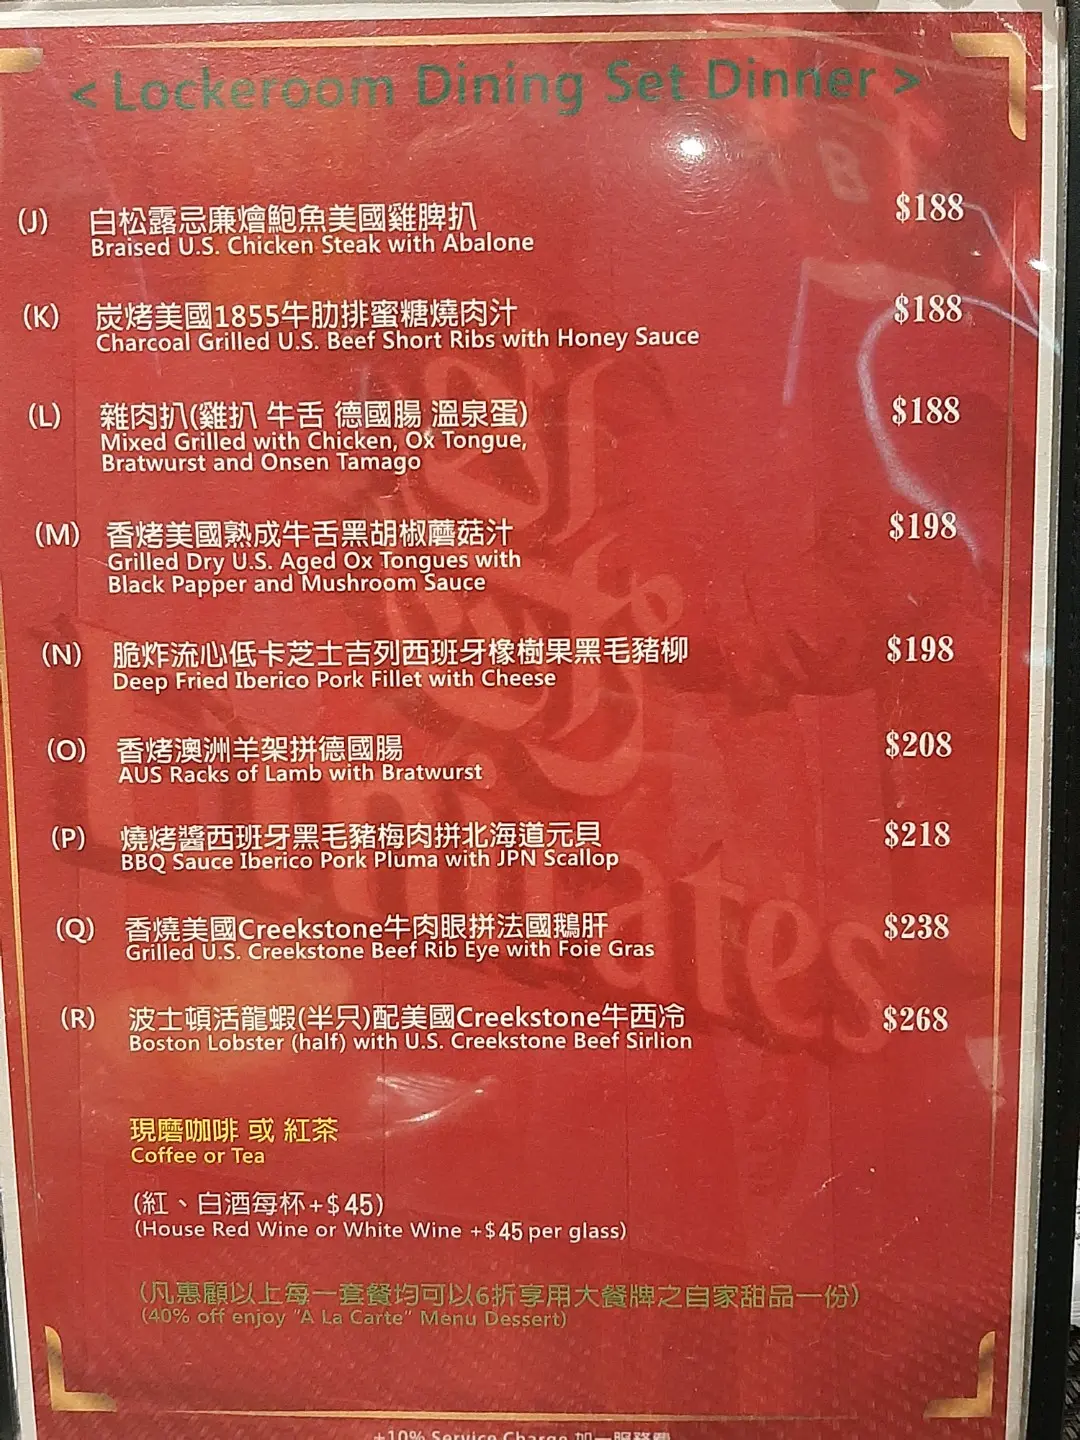 < Lockeroom Dining Set Dinner >
(J) 白松露忌廉燴鮑魚美國雞脾扒 $188
Braised U.S. Chicken Steak with Abalone
(K) 炭烤美國1855牛肋排蜜糖燒肉汁 $188
Charcoal Grilled U.S. Beef Short Ribs with Honey Sauce
(L) 雜肉扒(雞扒 牛舌 德國腸 溫泉蛋) $188
Mixed Grilled with Chicken, Ox Tongue,
Bratwurst and Onsen Tamago
(M) 香烤美國熟成牛舌黑胡椒蘑菇汁 $198
Grilled Dry U.S. Aged Ox Tongues with
Black Papper and Mushroom Sauce
(N) 脆炸流心低卡芝士吉列西班牙橡樹果黑毛豬柳 $198
Deep Fried Iberico Pork Fillet with Cheese
(O) 香烤澳洲羊架拼德國腸 $208
AUS Racks of Lamb with Bratwurst
(P) 燒烤醬西班牙黑毛豬梅肉拼北海道元貝 $218
BBQ Sauce Iberico Pork Pluma with JPN Scallop
(Q) 香燒美國Creekstone牛肉眼拼法國鵝肝 $238
Grilled U.S. Creekstone Beef Rib Eye with Foie Gras
(R) 波士頓活龍蝦(半只)配美國Creekstone牛西冷 $268
Boston Lobster (half) with U.S. Creekstone Beef Sirlion
現磨咖啡 或 紅茶
Coffee or Tea
(紅、白酒每杯+$45)
(House Red Wine or White Wine +$45 per glass)
(凡惠顧以上每一套餐均可以6折享用大餐牌之自家甜品一份)
(40% off enjoy "A La Carte" Menu Dessert)
+10% Service Charge 加一服務費